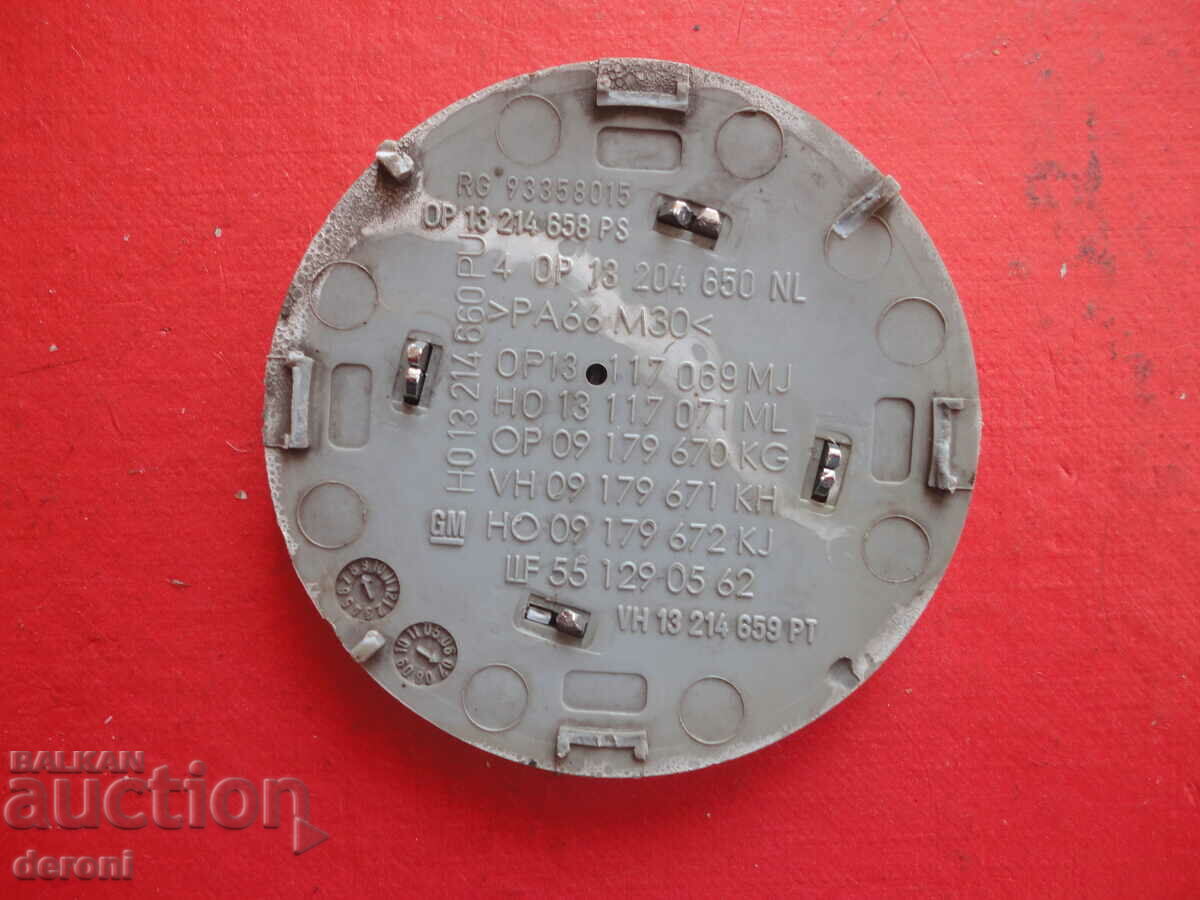 RG 93358015
OP 13 214 658 PS
4 OP 13 204 650 NL
>PA66 M30<
OP13 117 069 MJ
HO 13 117 071 ML
OP 09 179 670 KG
VH 09 179 671 KH
GM HO 09 179 672 KJ
LLF 55 129 05 62
VH 13 214 659 PT
HO 13 214 660 PU
BALKAN
auction
deroni